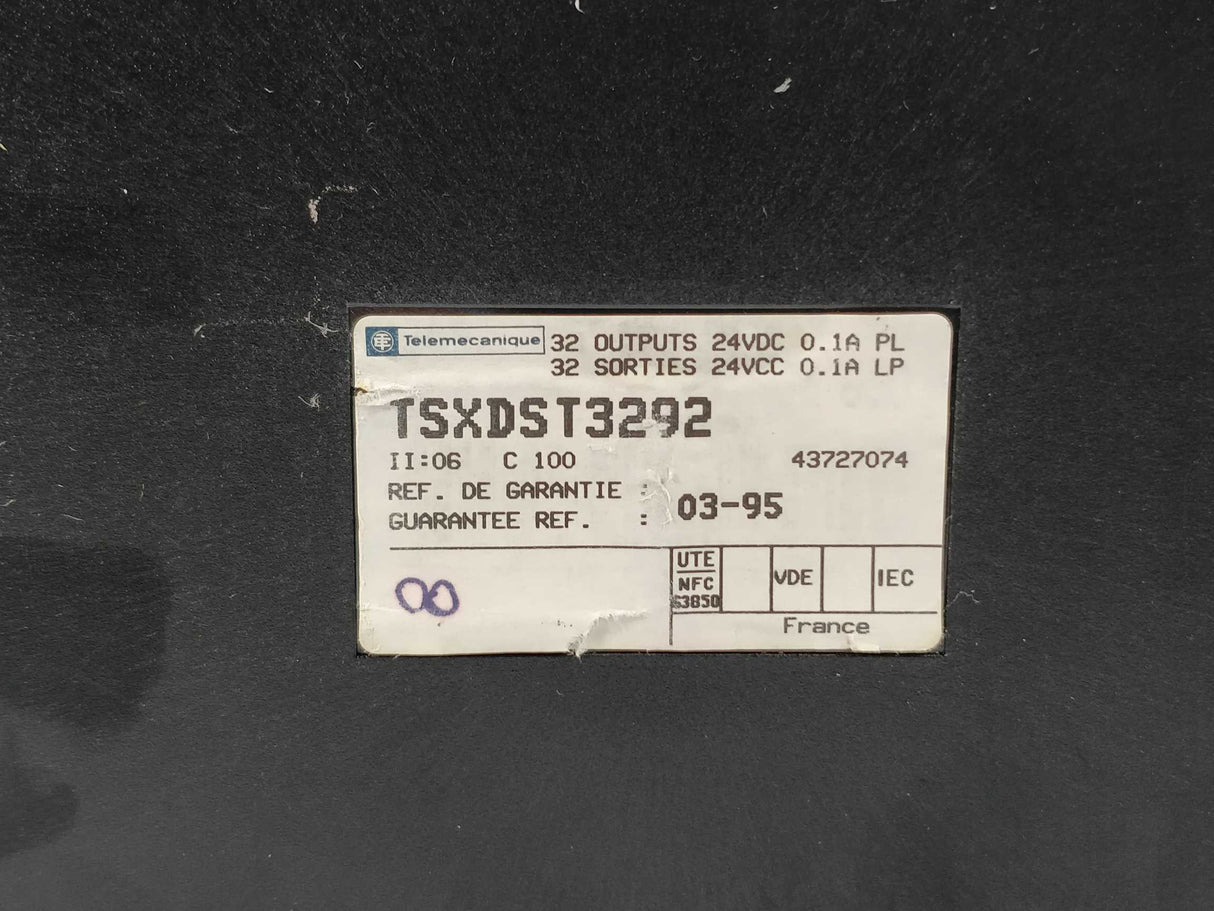 Telemecanique
32 OUTPUTS 24VDC 0.1A PL
32 SORTIES 24VCC 0.1A LP
TSXDST3292
II:06 C 100 43727074
REF. DE GARANTIE :
GUARANTEE REF. :
03-95
00
UTE
NFC
63850
VDE
IEC
France